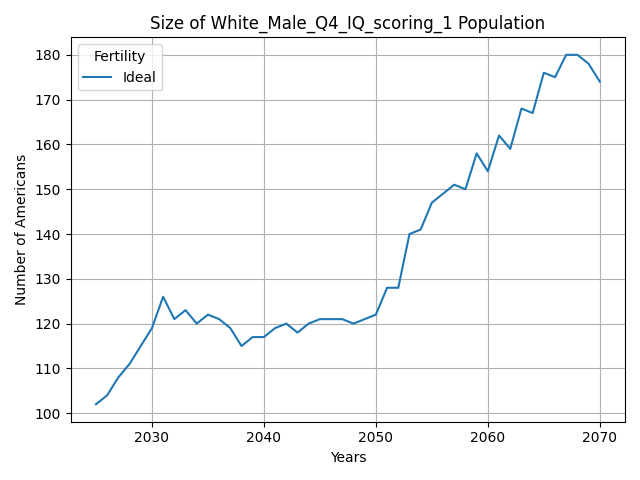 Size of White_Male_Q4_IQ_scoring_1 Population
Fertility
Ideal
Number of Americans
180
170
160
150
140
130
120
110
100
2030 2040 2050 2060 2070
Years